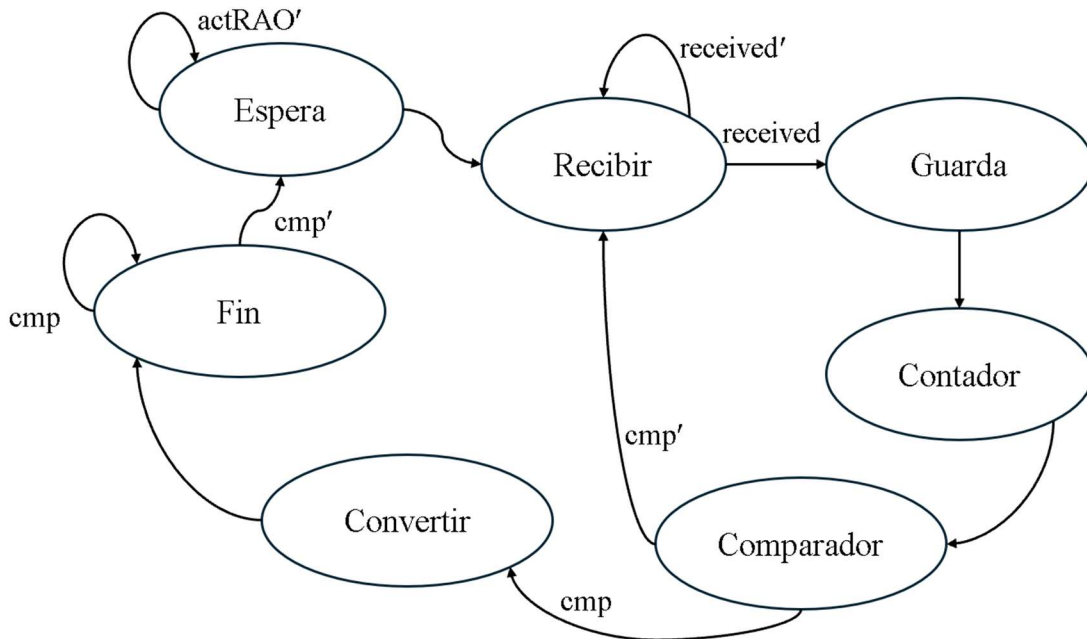 actRAO′
Espera
received′
Recibir
received
Guarda
cmp′
cmp
Fin
Contador
cmp′
Convertir
Comparador
cmp